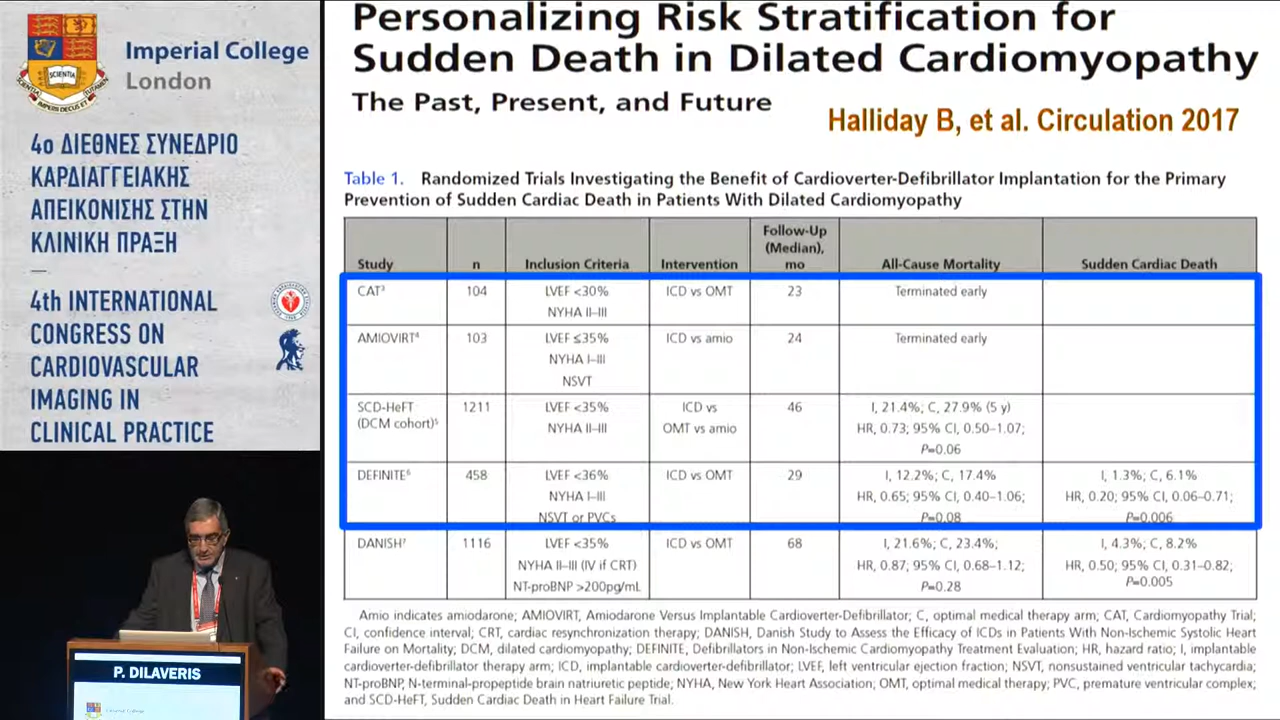 Imperial College
London
SCIENTIA
4ο ΔΙΕΘΝΕΣ ΣΥΝΕΔΡΙΟ
ΚΑΡΔΙΑΓΓΕΙΑΚΗΣ
ΑΠΕΙΚΟΝΙΣΗΣ ΣΤΗΝ
ΚΛΙΝΙΚΗ ΠΡΑΞΗ
4th INTERNATIONAL
CONGRESS ON
CARDIOVASCULAR
IMAGING IN
CLINICAL PRACTICE
P. DILAVERIS
Imperial College
Personalizing Risk Stratification for
Sudden Death in Dilated Cardiomyopathy
The Past, Present, and Future
Halliday B, et al. Circulation 2017
Table 1. Randomized Trials Investigating the Benefit of Cardioverter-Defibrillator Implantation for the Primary
Prevention of Sudden Cardiac Death in Patients With Dilated Cardiomyopathy
Study n Inclusion Criteria Intervention Follow-Up (Median), mo All-Cause Mortality Sudden Cardiac Death
CAT³ 104 LVEF <30% ICD vs OMT 23 Terminated early
NYHA II–III
AMIOVIRT⁴ 103 LVEF ≤35% ICD vs amio 24 Terminated early
NYHA I–III
NSVT
SCD-HeFT 1211 LVEF <35% ICD vs 46 I, 21.4%; C, 27.9% (5 y)
(DCM cohort)⁵ NYHA II–III OMT vs amio HR, 0.73; 95% CI, 0.50–1.07;
P=0.06
DEFINITE⁶ 458 LVEF <36% ICD vs OMT 29 I, 12.2%; C, 17.4% I, 1.3%; C, 6.1%
NYHA I–III HR, 0.65; 95% CI, 0.40–1.06; HR, 0.20; 95% CI, 0.06–0.71;
NSVT or PVCs P=0.08 P=0.006
DANISH⁷ 1116 LVEF <35% ICD vs OMT 68 I, 21.6%; C, 23.4%; I, 4.3%; C, 8.2%
NYHA II–III (IV if CRT) HR, 0.87; 95% CI, 0.68–1.12; HR, 0.50; 95% CI, 0.31–0.82;
NT-proBNP >200pg/mL P=0.28 P=0.005
Amio indicates amiodarone; AMIOVIRT, Amiodarone Versus Implantable Cardioverter-Defibrillator; C, optimal medical therapy arm; CAT, Cardiomyopathy Trial;
CI, confidence interval; CRT, cardiac resynchronization therapy; DANISH, Danish Study to Assess the Efficacy of ICDs in Patients With Non-Ischemic Systolic Heart
Failure on Mortality; DCM, dilated cardiomyopathy; DEFINITE, Defibrillators in Non-Ischemic Cardiomyopathy Treatment Evaluation; HR, hazard ratio; I, implantable
cardioverter-defibrillator therapy arm; ICD, implantable cardioverter-defibrillator; LVEF, left ventricular ejection fraction; NSVT, nonsustained ventricular tachycardia;
NT-proBNP, N-terminal-propeptide brain natriuretic peptide; NYHA, New York Heart Association; OMT, optimal medical therapy; PVC, premature ventricular complex;
and SCD-HeFT, Sudden Cardiac Death in Heart Failure Trial.